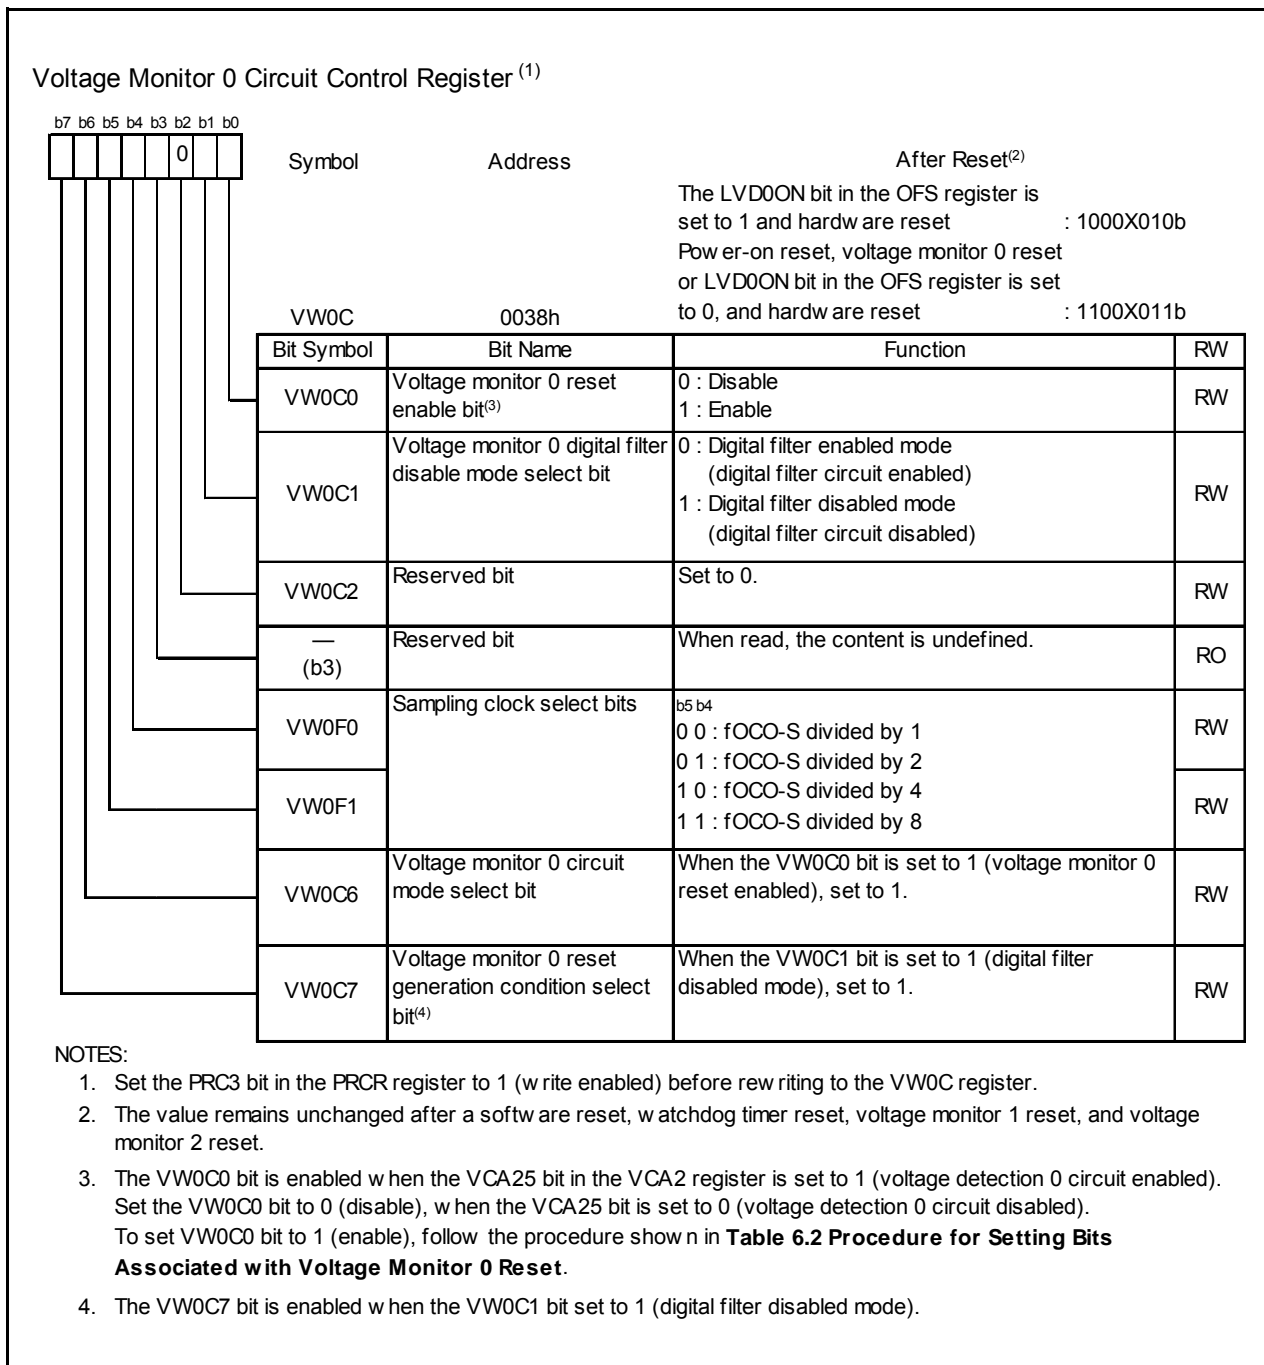 Voltage Monitor 0 Circuit Control Register (1)
b7 b6 b5 b4 b3 b2 b1 b0
0
Symbol Address After Reset(2)
The LVD0ON bit in the OFS register is
set to 1 and hardware reset : 1000X010b
Power-on reset, voltage monitor 0 reset
or LVD0ON bit in the OFS register is set
VW0C 0038h to 0, and hardware reset : 1100X011b
Bit Symbol Bit Name Function RW
VW0C0 Voltage monitor 0 reset
enable bit(3) 0 : Disable
1 : Enable RW
VW0C1 Voltage monitor 0 digital filter
disable mode select bit 0 : Digital filter enabled mode
(digital filter circuit enabled)
1 : Digital filter disabled mode
(digital filter circuit disabled) RW
VW0C2 Reserved bit Set to 0. RW
—
(b3) Reserved bit When read, the content is undefined. RO
VW0F0 Sampling clock select bits b5 b4
0 0 : fOCO-S divided by 1 RW
0 1 : fOCO-S divided by 2
VW0F1 1 0 : fOCO-S divided by 4 RW
1 1 : fOCO-S divided by 8
VW0C6 Voltage monitor 0 circuit
mode select bit When the VW0C0 bit is set to 1 (voltage monitor 0
reset enabled), set to 1. RW
VW0C7 Voltage monitor 0 reset
generation condition select
bit(4) When the VW0C1 bit is set to 1 (digital filter
disabled mode), set to 1. RW
NOTES:
1. Set the PRC3 bit in the PRCR register to 1 (write enabled) before rewriting to the VW0C register.
2. The value remains unchanged after a software reset, watchdog timer reset, voltage monitor 1 reset, and voltage
monitor 2 reset.
3. The VW0C0 bit is enabled when the VCA25 bit in the VCA2 register is set to 1 (voltage detection 0 circuit enabled).
Set the VW0C0 bit to 0 (disable), when the VCA25 bit is set to 0 (voltage detection 0 circuit disabled).
To set VW0C0 bit to 1 (enable), follow the procedure shown in Table 6.2 Procedure for Setting Bits
Associated with Voltage Monitor 0 Reset.
4. The VW0C7 bit is enabled when the VW0C1 bit set to 1 (digital filter disabled mode).